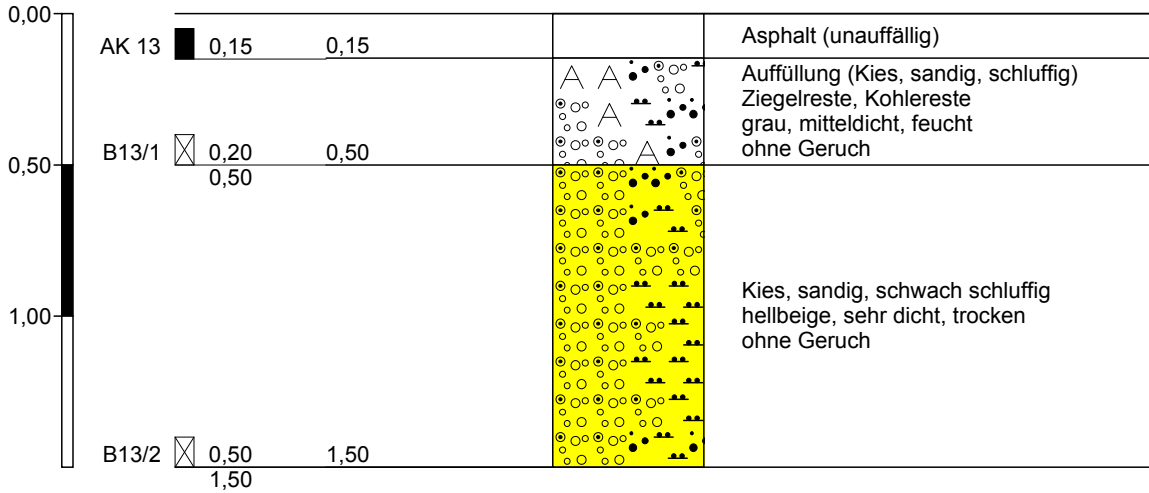 0,00
AK 13 0,15 0,15 Asphalt (unauffällig)
A A Auffüllung (Kies, sandig, schluffig)
Ziegelreste, Kohlereste
A grau, mitteldicht, feucht
B13/1 0,20 0,50 A ohne Geruch
0,50 0,50
Kies, sandig, schwach schluffig
1,00 hellbeige, sehr dicht, trocken
ohne Geruch
B13/2 0,50 1,50
1,50